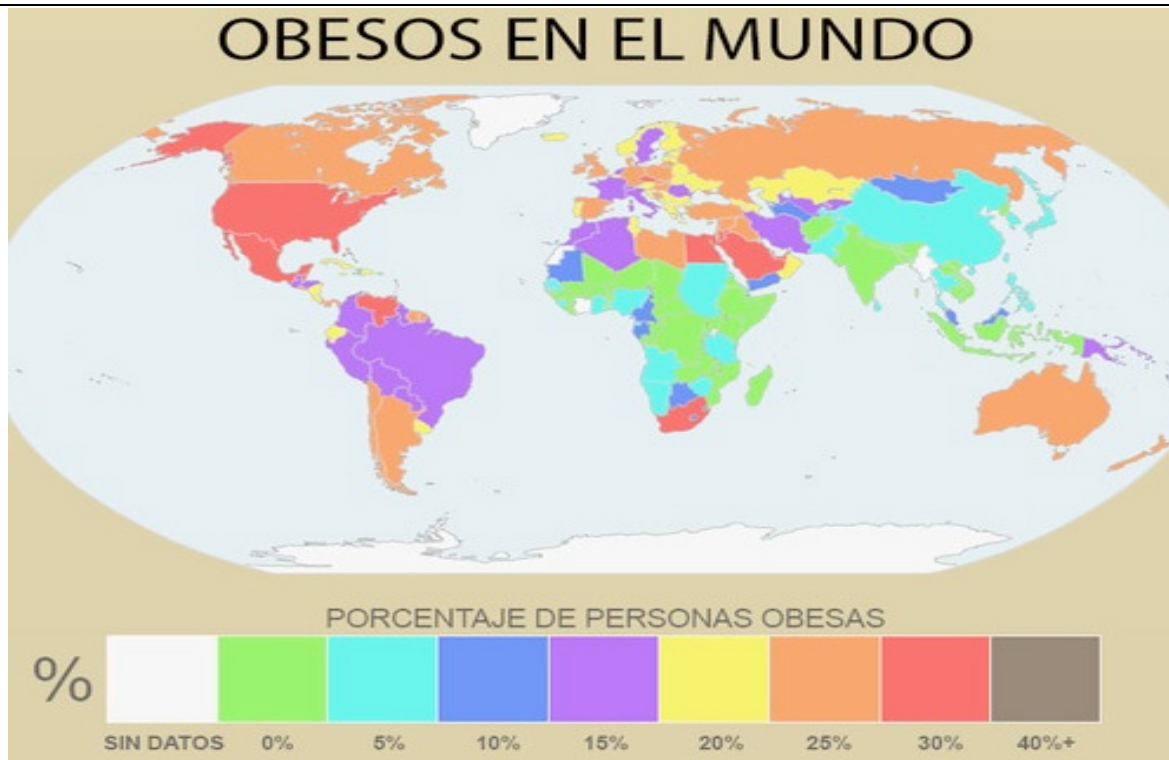 OBESOS EN EL MUNDO
PORCENTAJE DE PERSONAS OBESAS
%
SIN DATOS 0% 5% 10% 15% 20% 25% 30% 40%+